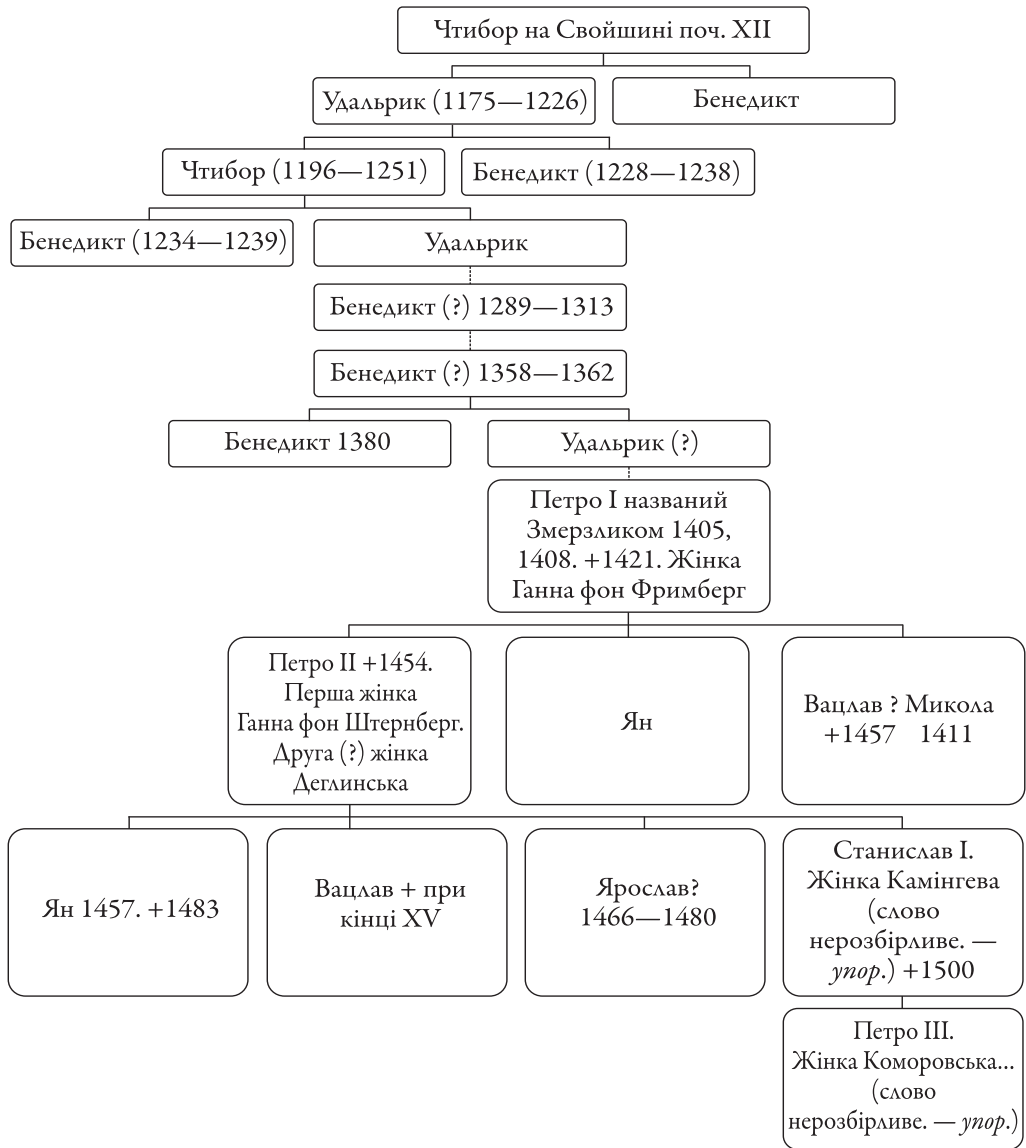 Чтибор на Свойшині поч. XII
Удальрик (1175—1226)
Бенедикт
Чтибор (1196—1251)
Бенедикт (1228—1238)
Бенедикт (1234—1239)
Удальрик
Бенедикт (?) 1289—1313
Бенедикт (?) 1358—1362
Бенедикт 1380
Удальрик (?)
Петро I названий
Змерзликом 1405,
1408. +1421. Жінка
Ганна фон Фримберг
Петро II +1454.
Перша жінка
Ганна фон Штернберг.
Друга (?) жінка
Деглинська
Ян
Вацлав ? Микола
+1457 1411
Ян 1457. +1483
Вацлав + при
кінці XV
Ярослав?
1466—1480
Станислав I.
Жінка Камінгева
(слово
нерозбірливе. —
упор.) +1500
Петро III.
Жінка Коморовська...
(слово
нерозбірливе. — упор.)